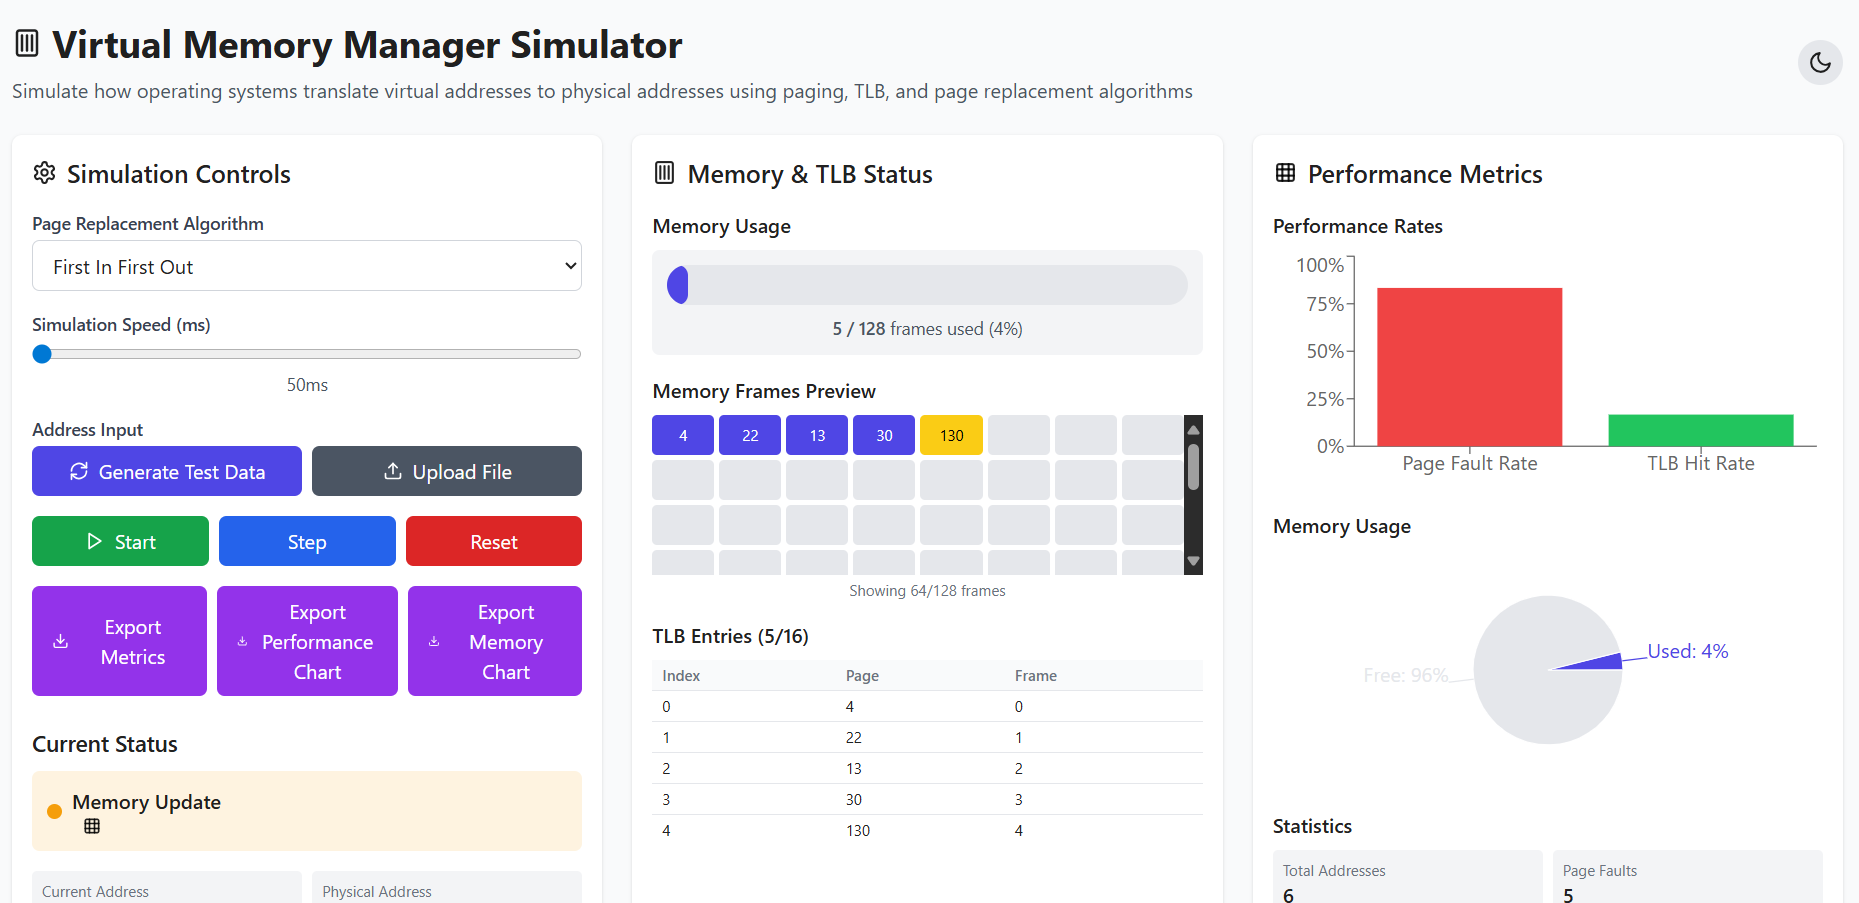 Virtual Memory Manager Simulator
Simulate how operating systems translate virtual addresses to physical addresses using paging, TLB, and page replacement algorithms
Simulation Controls
Page Replacement Algorithm
First In First Out
Simulation Speed (ms)
50ms
Address Input
Generate Test Data
Upload File
Start
Step
Reset
Export
Metrics
Export
Performance
Chart
Export
Memory
Chart
Current Status
Memory Update
Current Address
Physical Address
Memory & TLB Status
Memory Usage
5 / 128 frames used (4%)
Memory Frames Preview
4 22 13 30 130
Showing 64/128 frames
TLB Entries (5/16)
Index Page Frame
0 4 0
1 22 1
2 13 2
3 30 3
4 130 4
Performance Metrics
Performance Rates
100%
75%
50%
25%
0%
Page Fault Rate
TLB Hit Rate
Memory Usage
Used: 4%
Free: 96%
Statistics
Total Addresses
6
Page Faults
5